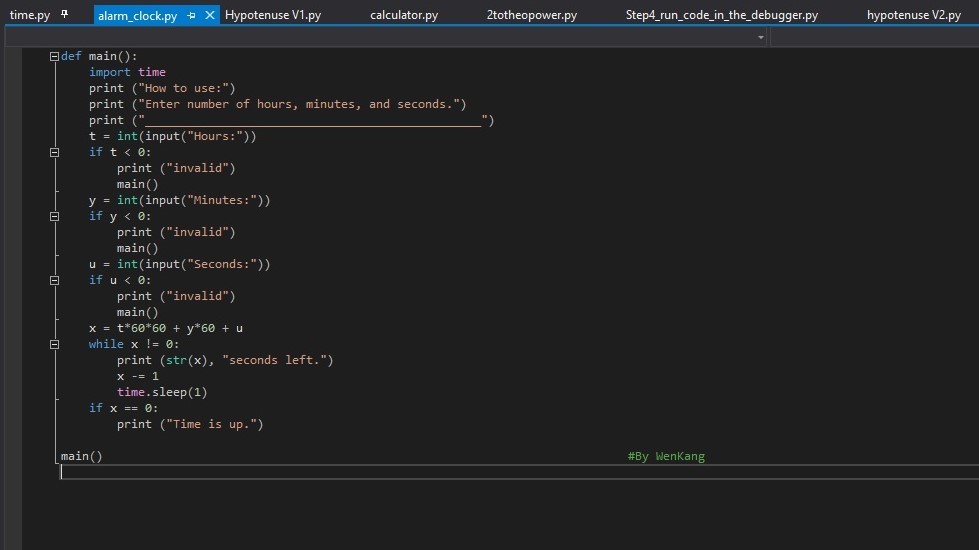 time.py alarm_clock.py Hypotenuse V1.py calculator.py 2totheopower.py Step4_run_code_in_the_debugger.py hypotenuse V2.py
def main():
    import time
    print ("How to use:")
    print ("Enter number of hours, minutes, and seconds.")
    print ("________________________________________________")
    t = int(input("Hours:"))
    if t < 0:
        print ("invalid")
        main()
    y = int(input("Minutes:"))
    if y < 0:
        print ("invalid")
        main()
    u = int(input("Seconds:"))
    if u < 0:
        print ("invalid")
        main()
    x = t*60*60 + y*60 + u
    while x != 0:
        print (str(x), "seconds left.")
        x -= 1
        time.sleep(1)
    if x == 0:
        print ("Time is up.")
main() #By WenKang